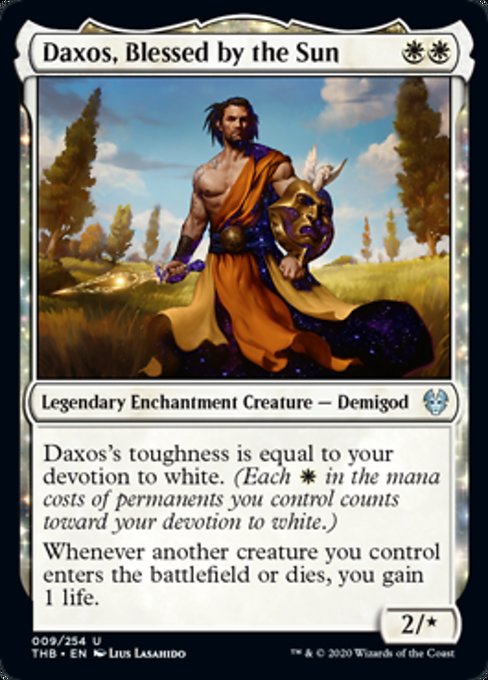 Daxos, Blessed by the Sun
Legendary Enchantment Creature — Demigod
Daxos's toughness is equal to your
devotion to white. (Each in the mana
costs of permanents you control counts
toward your devotion to white.)
Whenever another creature you control
enters the battlefield or dies, you gain
1 life.
2/*
009/254 U
THB • EN Lius Lasahido
™ & © 2020 Wizards of the Coast